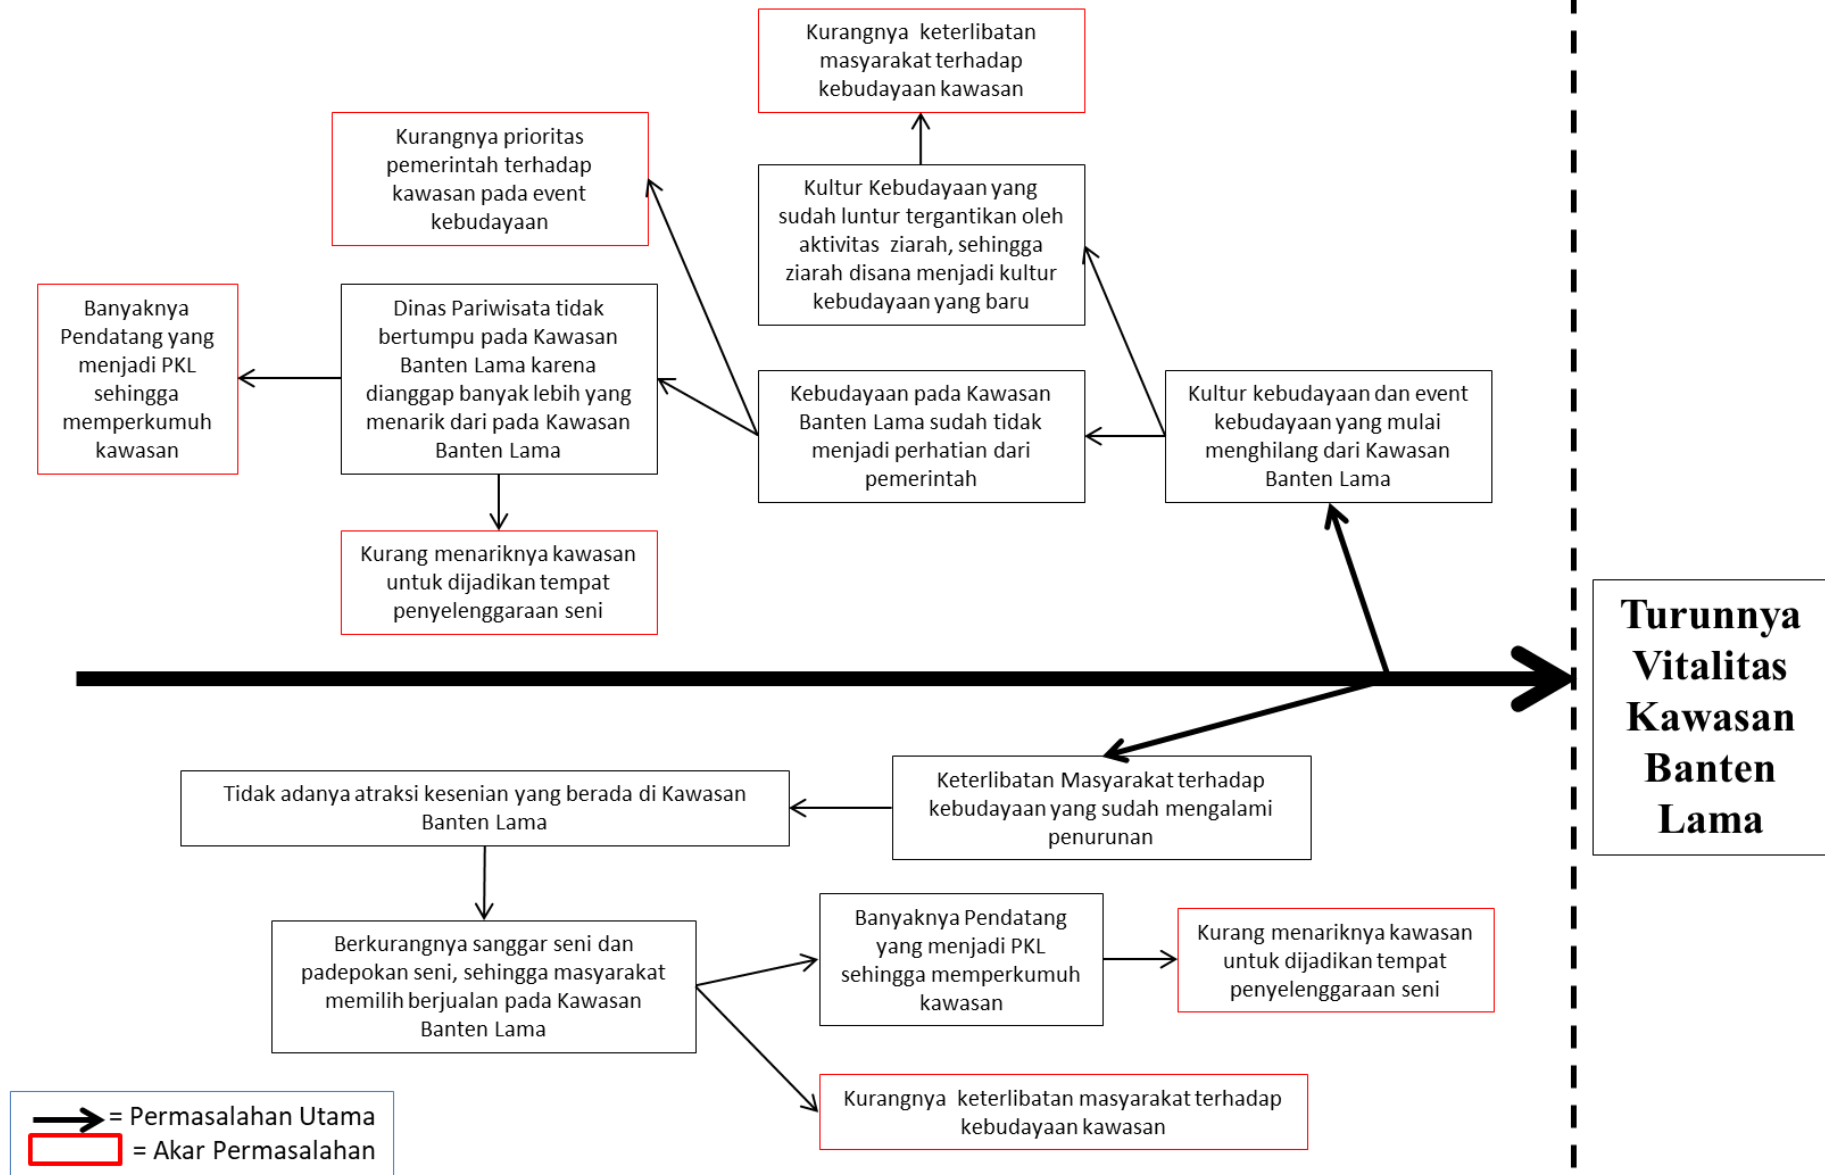 Kurangnya keterlibatan
masyarakat terhadap
kebudayaan kawasan
Kurangnya prioritas
pemerintah terhadap
kawasan pada event
kebudayaan
Kultur Kebudayaan yang
sudah luntur tergantikan oleh
aktivitas ziarah, sehingga
ziarah disana menjadi kultur
kebudayaan yang baru
Banyaknya
Pendatang yang
menjadi PKL
sehingga
memperkumuh
kawasan
Dinas Pariwisata tidak
bertumpu pada Kawasan
Banten Lama karena
dianggap banyak lebih yang
menarik dari pada Kawasan
Banten Lama
Kebudayaan pada Kawasan
Banten Lama sudah tidak
menjadi perhatian dari
pemerintah
Kultur kebudayaan dan event
kebudayaan yang mulai
menghilang dari Kawasan
Banten Lama
Kurang menariknya kawasan
untuk dijadikan tempat
penyelenggaraan seni
Turunnya
Vitalitas
Kawasan
Banten
Lama
Tidak adanya atraksi kesenian yang berada di Kawasan
Banten Lama
Keterlibatan Masyarakat terhadap
kebudayaan yang sudah mengalami
penurunan
Berkurangnya sanggar seni dan
padepokan seni, sehingga masyarakat
memilih berjualan pada Kawasan
Banten Lama
Banyaknya Pendatang
yang menjadi PKL
sehingga memperkumuh
kawasan
Kurang menariknya kawasan
untuk dijadikan tempat
penyelenggaraan seni
Kurangnya keterlibatan masyarakat terhadap
kebudayaan kawasan
= Permasalahan Utama
= Akar Permasalahan